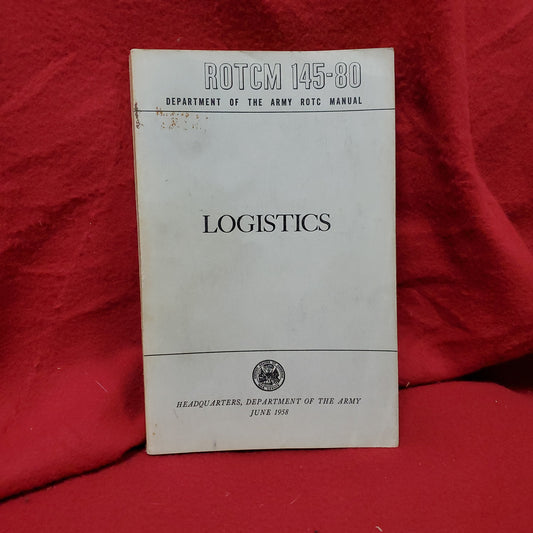 ROTCM 145-80
DEPARTMENT OF THE ARMY ROTC MANUAL
LOGISTICS
HEADQUARTERS, DEPARTMENT OF THE ARMY
JUNE 1958